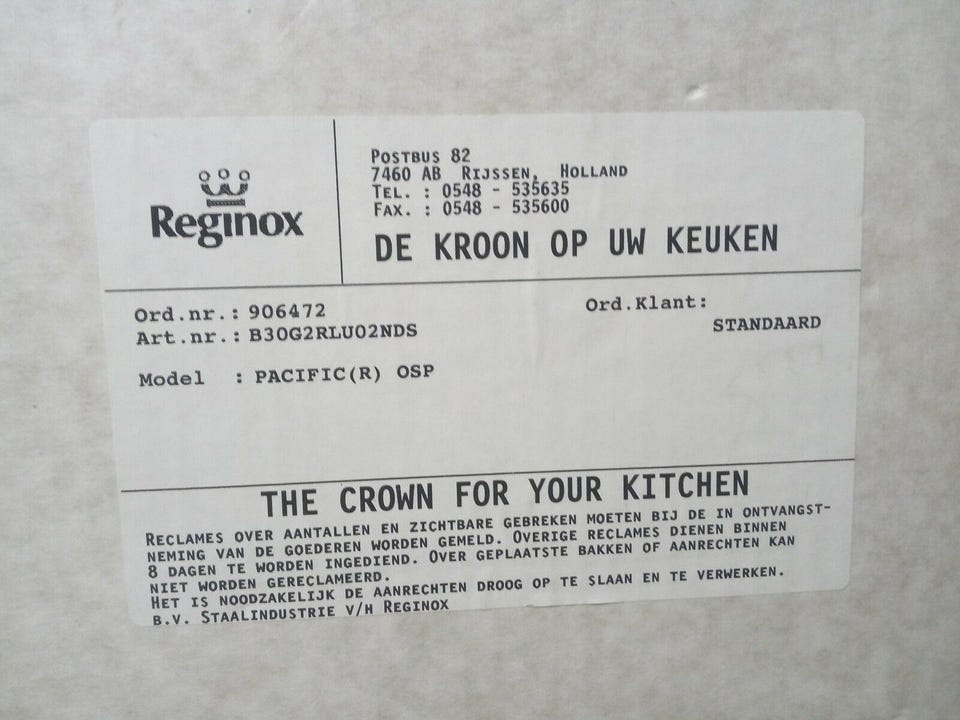 Reginox
POSTBUS 82
7460 AB RIJSSEN, HOLLAND
TEL. : 0548 - 535635
FAX. : 0548 - 535600
DE KROON OP UW KEUKEN
Ord.nr.: 906472
Art.nr.: B30G2RLU02NDS
Model : PACIFIC(R) OSP
Ord.Klant:
STANDAARD
THE CROWN FOR YOUR KITCHEN
RECLAMES OVER AANTALLEN EN ZICHTBARE GEBREKEN MOETEN BIJ DE IN ONTVANGST-
NEMING VAN DE GOEDEREN WORDEN GEMELD. OVERIGE RECLAMES DIENEN BINNEN
8 DAGEN TE WORDEN INGEDIEND. OVER GEPLAATSTE BAKKEN OF AANRECHTEN KAN
NIET WORDEN GERECLAMEERD.
HET IS NOODZAKELIJK DE AANRECHTEN DROOG OP TE SLAAN EN TE VERWERKEN.
B.V. STAALINDUSTRIE V/H REGINOX